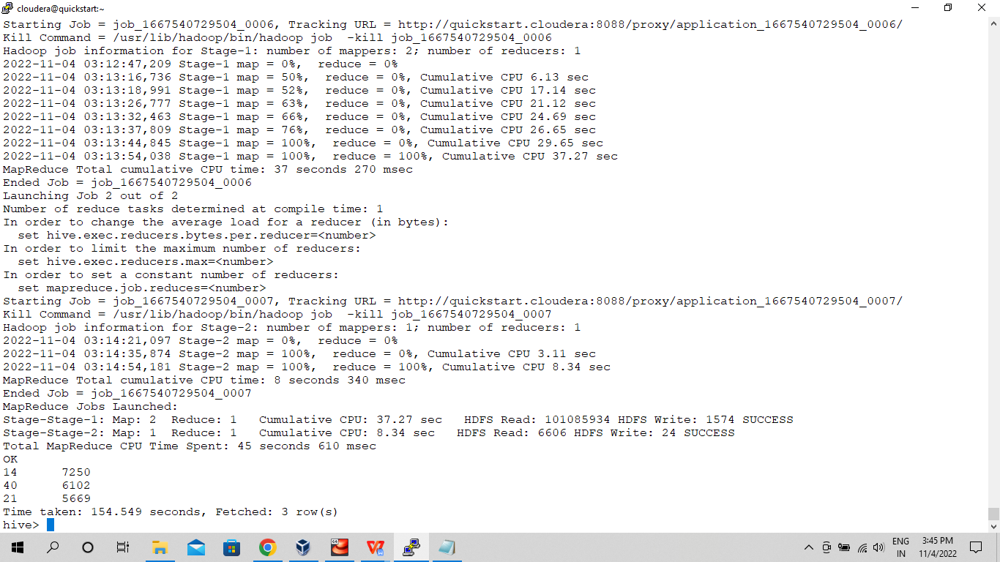 cloudera@quickstart:~
Starting Job = job_1667540729504_0006, Tracking URL = http://quickstart.cloudera:8088/proxy/application_1667540729504_0006/
Kill Command = /usr/lib/hadoop/bin/hadoop job  -kill job_1667540729504_0006
Hadoop job information for Stage-1: number of mappers: 2; number of reducers: 1
2022-11-04 03:12:47,209 Stage-1 map = 0%,  reduce = 0%
2022-11-04 03:13:16,736 Stage-1 map = 50%,  reduce = 0%, Cumulative CPU 6.13 sec
2022-11-04 03:13:18,991 Stage-1 map = 52%,  reduce = 0%, Cumulative CPU 17.14 sec
2022-11-04 03:13:26,777 Stage-1 map = 63%,  reduce = 0%, Cumulative CPU 21.12 sec
2022-11-04 03:13:32,463 Stage-1 map = 66%,  reduce = 0%, Cumulative CPU 24.69 sec
2022-11-04 03:13:37,809 Stage-1 map = 76%,  reduce = 0%, Cumulative CPU 26.65 sec
2022-11-04 03:13:44,845 Stage-1 map = 100%,  reduce = 0%, Cumulative CPU 29.65 sec
2022-11-04 03:13:54,038 Stage-1 map = 100%,  reduce = 100%, Cumulative CPU 37.27 sec
MapReduce Total cumulative CPU time: 37 seconds 270 msec
Ended Job = job_1667540729504_0006
Launching Job 2 out of 2
Number of reduce tasks determined at compile time: 1
In order to change the average load for a reducer (in bytes):
  set hive.exec.reducers.bytes.per.reducer=<number>
In order to limit the maximum number of reducers:
  set hive.exec.reducers.max=<number>
In order to set a constant number of reducers:
  set mapreduce.job.reduces=<number>
Starting Job = job_1667540729504_0007, Tracking URL = http://quickstart.cloudera:8088/proxy/application_1667540729504_0007/
Kill Command = /usr/lib/hadoop/bin/hadoop job  -kill job_1667540729504_0007
Hadoop job information for Stage-2: number of mappers: 1; number of reducers: 1
2022-11-04 03:14:21,097 Stage-2 map = 0%,  reduce = 0%
2022-11-04 03:14:35,874 Stage-2 map = 100%,  reduce = 0%, Cumulative CPU 3.11 sec
2022-11-04 03:14:54,181 Stage-2 map = 100%,  reduce = 100%, Cumulative CPU 8.34 sec
MapReduce Total cumulative CPU time: 8 seconds 340 msec
Ended Job = job_1667540729504_0007
MapReduce Jobs Launched:
Stage-Stage-1: Map: 2  Reduce: 1   Cumulative CPU: 37.27 sec   HDFS Read: 101085934 HDFS Write: 1574 SUCCESS
Stage-Stage-2: Map: 1  Reduce: 1   Cumulative CPU: 8.34 sec   HDFS Read: 6606 HDFS Write: 24 SUCCESS
Total MapReduce CPU Time Spent: 45 seconds 610 msec
OK
14      7250
40      6102
21      5669
Time taken: 154.549 seconds, Fetched: 3 row(s)
hive>
ENG
IN
3:45 PM
11/4/2022